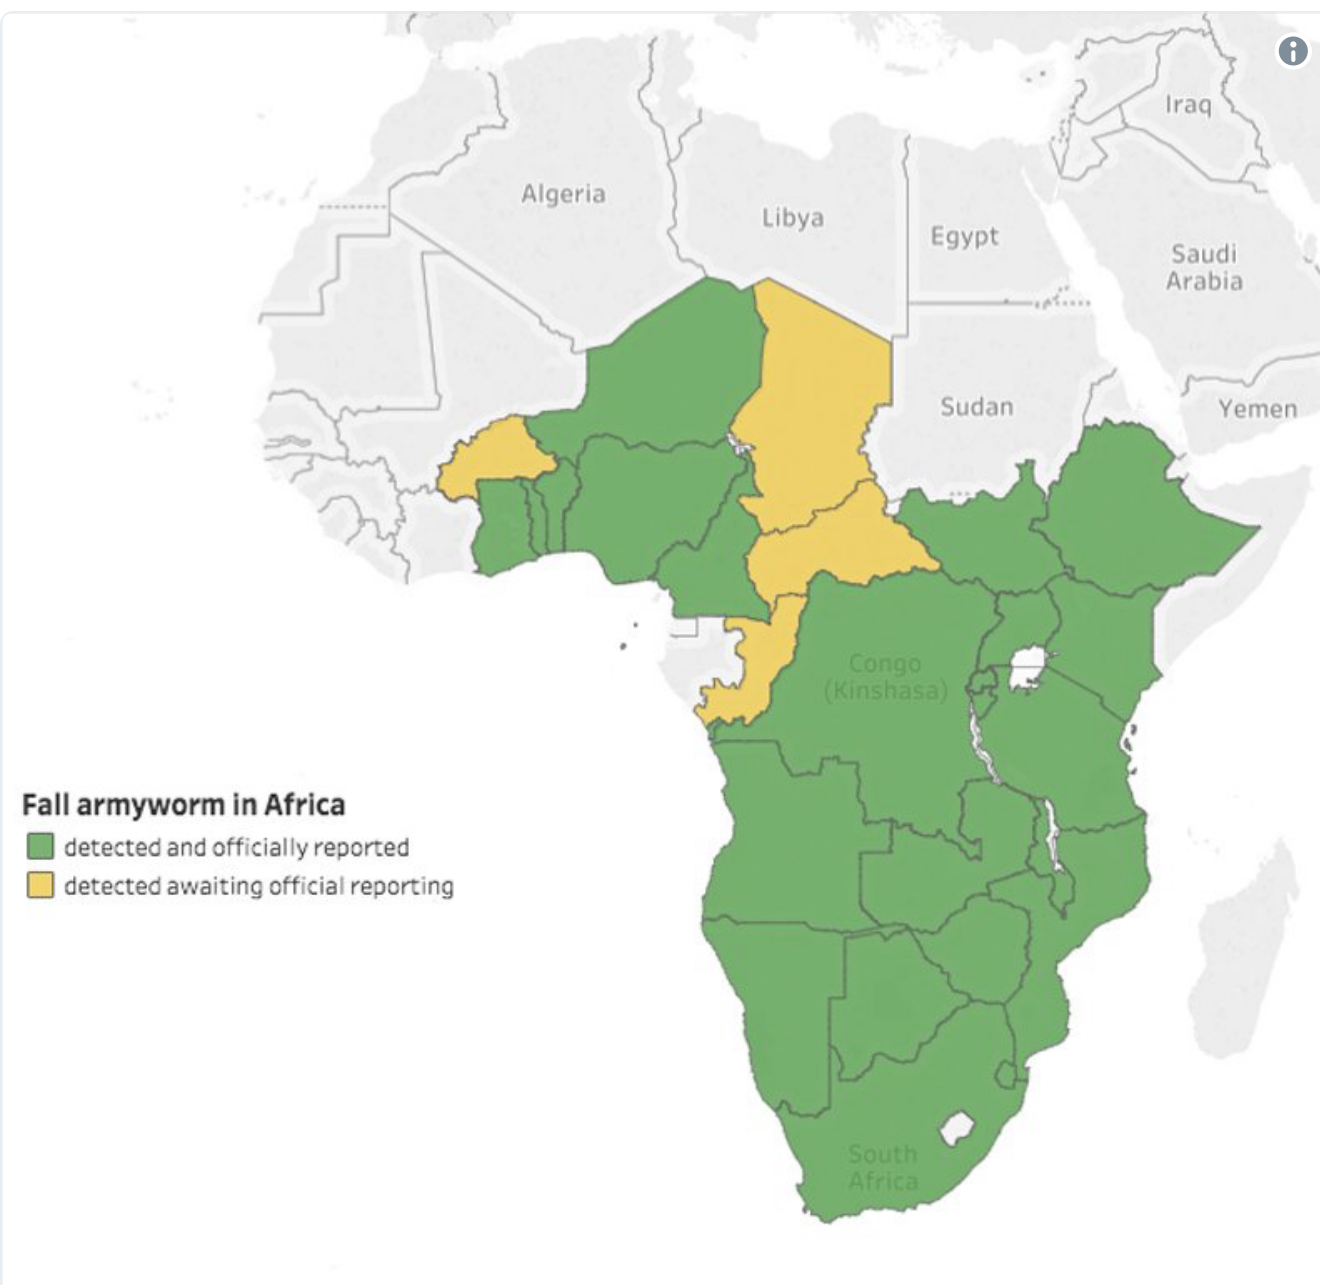 Iraq
Algeria
Libya
Egypt
Saudi
Arabia
Sudan
Yemen
Congo
(Kinshasa)
Fall armyworm in Africa
detected and officially reported
detected awaiting official reporting
South
Africa